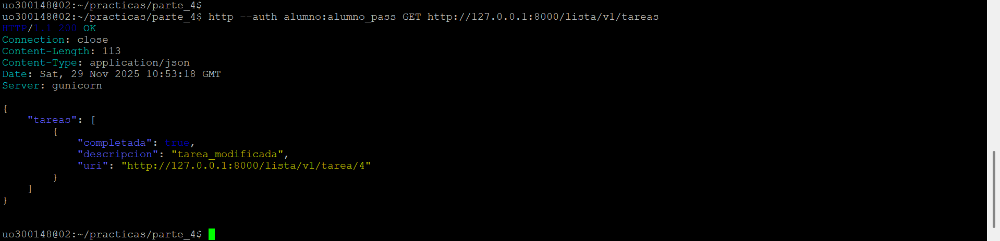 uo300148@02:~/practicas/parte_4$
uo300148@02:~/practicas/parte_4$ http --auth alumno:alumno_pass GET http://127.0.0.1:8000/lista/v1/tareas
HTTP/1.1 200 OK
Connection: close
Content-Length: 113
Content-Type: application/json
Date: Sat, 29 Nov 2025 10:53:18 GMT
Server: gunicorn

{
    "tareas": [
        {
            "completada": true,
            "descripcion": "tarea_modificada",
            "uri": "http://127.0.0.1:8000/lista/v1/tarea/4"
        }
    ]
}

uo300148@02:~/practicas/parte_4$